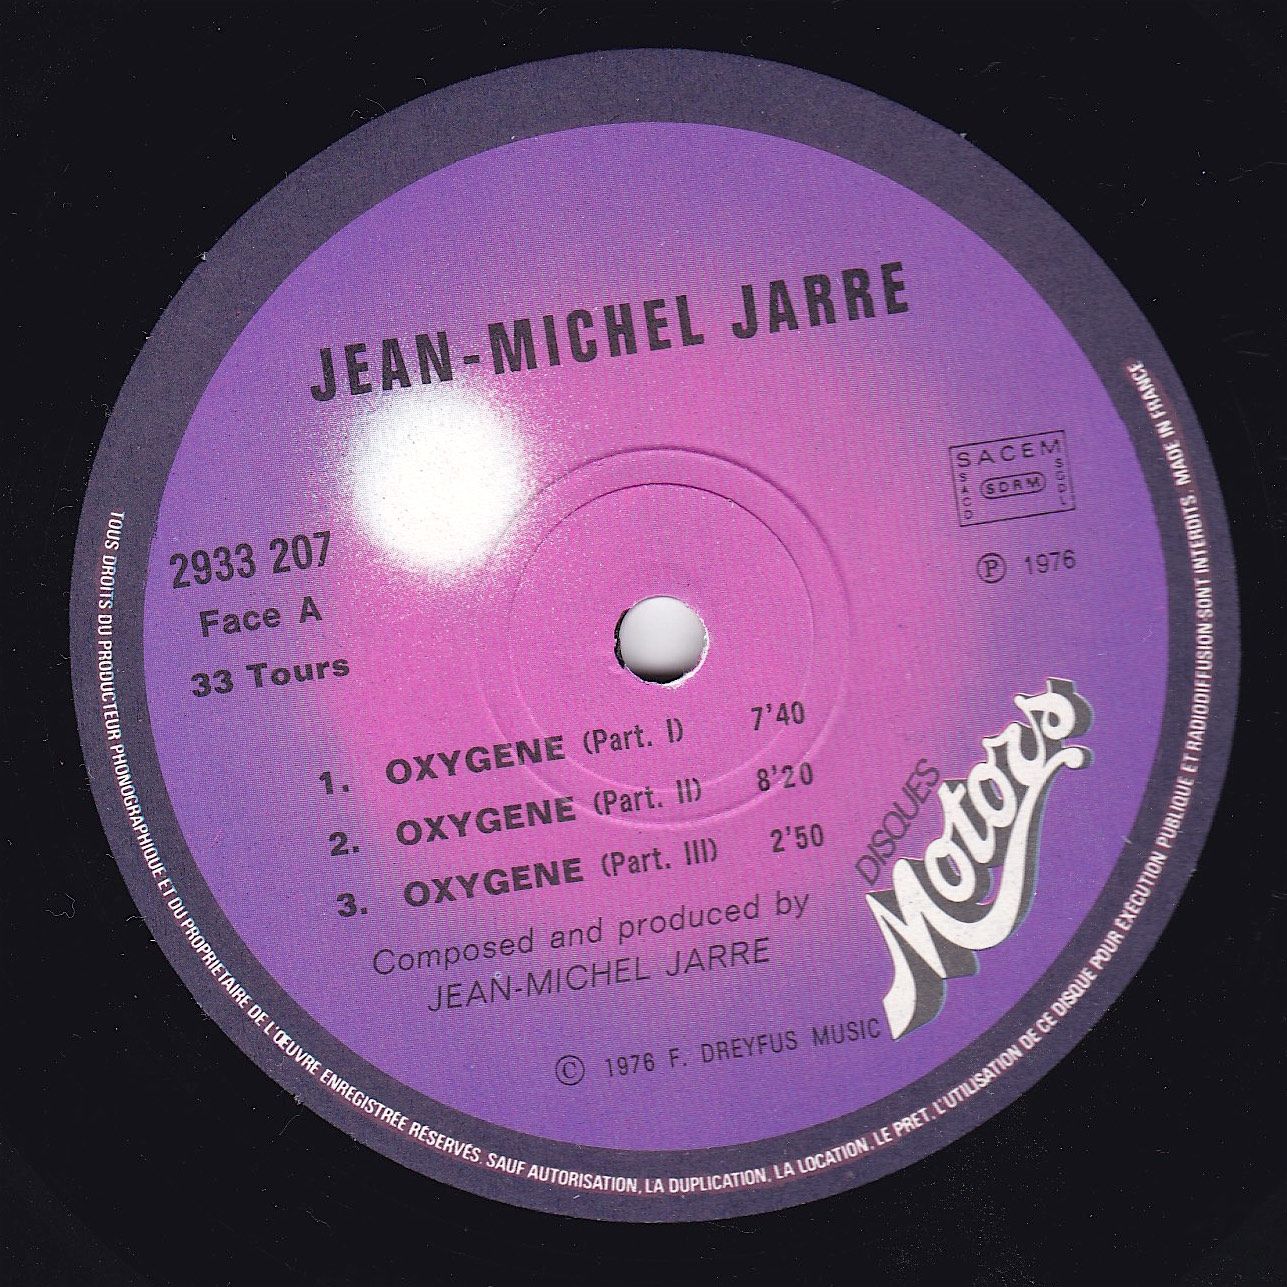 JEAN-MICHEL JARRE
SACEM
SACD
SDRM
SGDL
2933 207
Face A
33 Tours
Ⓟ 1976
1. OXYGENE (Part. I) 7'40
2. OXYGENE (Part. II) 8'20
3. OXYGENE (Part. III) 2'50
Composed and produced by
JEAN-MICHEL JARRE
© 1976 F. DREYFUS MUSIC
DISQUES
Motors
TOUS DROITS DU PRODUCTEUR PHONOGRAPHIQUE ET DU PROPRIETAIRE DE L'ŒUVRE ENREGISTRÉE RÉSERVÉS. SAUF AUTORISATION, LA DUPLICATION, LA LOCATION, LE PRET, L'UTILISATION DE CE DISQUE POUR EXECUTION PUBLIQUE ET RADIODIFFUSION SONT INTERDITS. MADE IN FRANCE